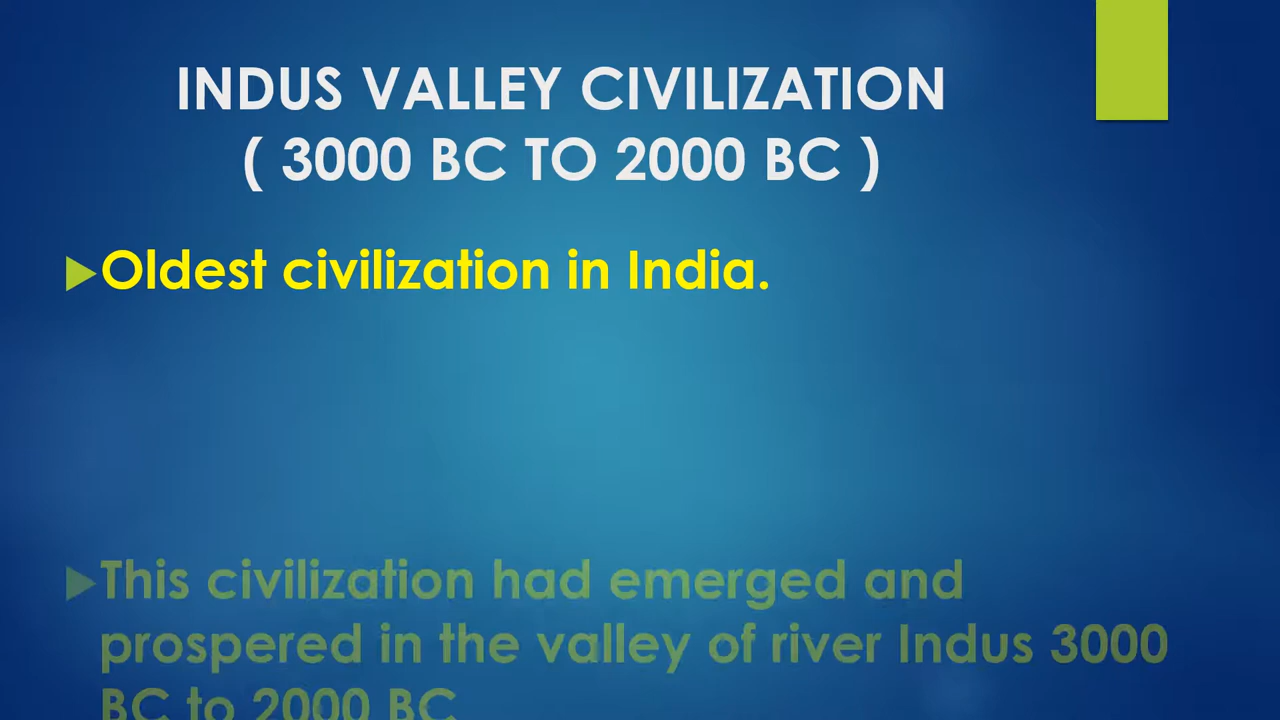 INDUS VALLEY CIVILIZATION
( 3000 BC TO 2000 BC )
Oldest civilization in India.
This civilization had emerged and
prospered in the valley of river Indus 3000
BC to 2000 BC